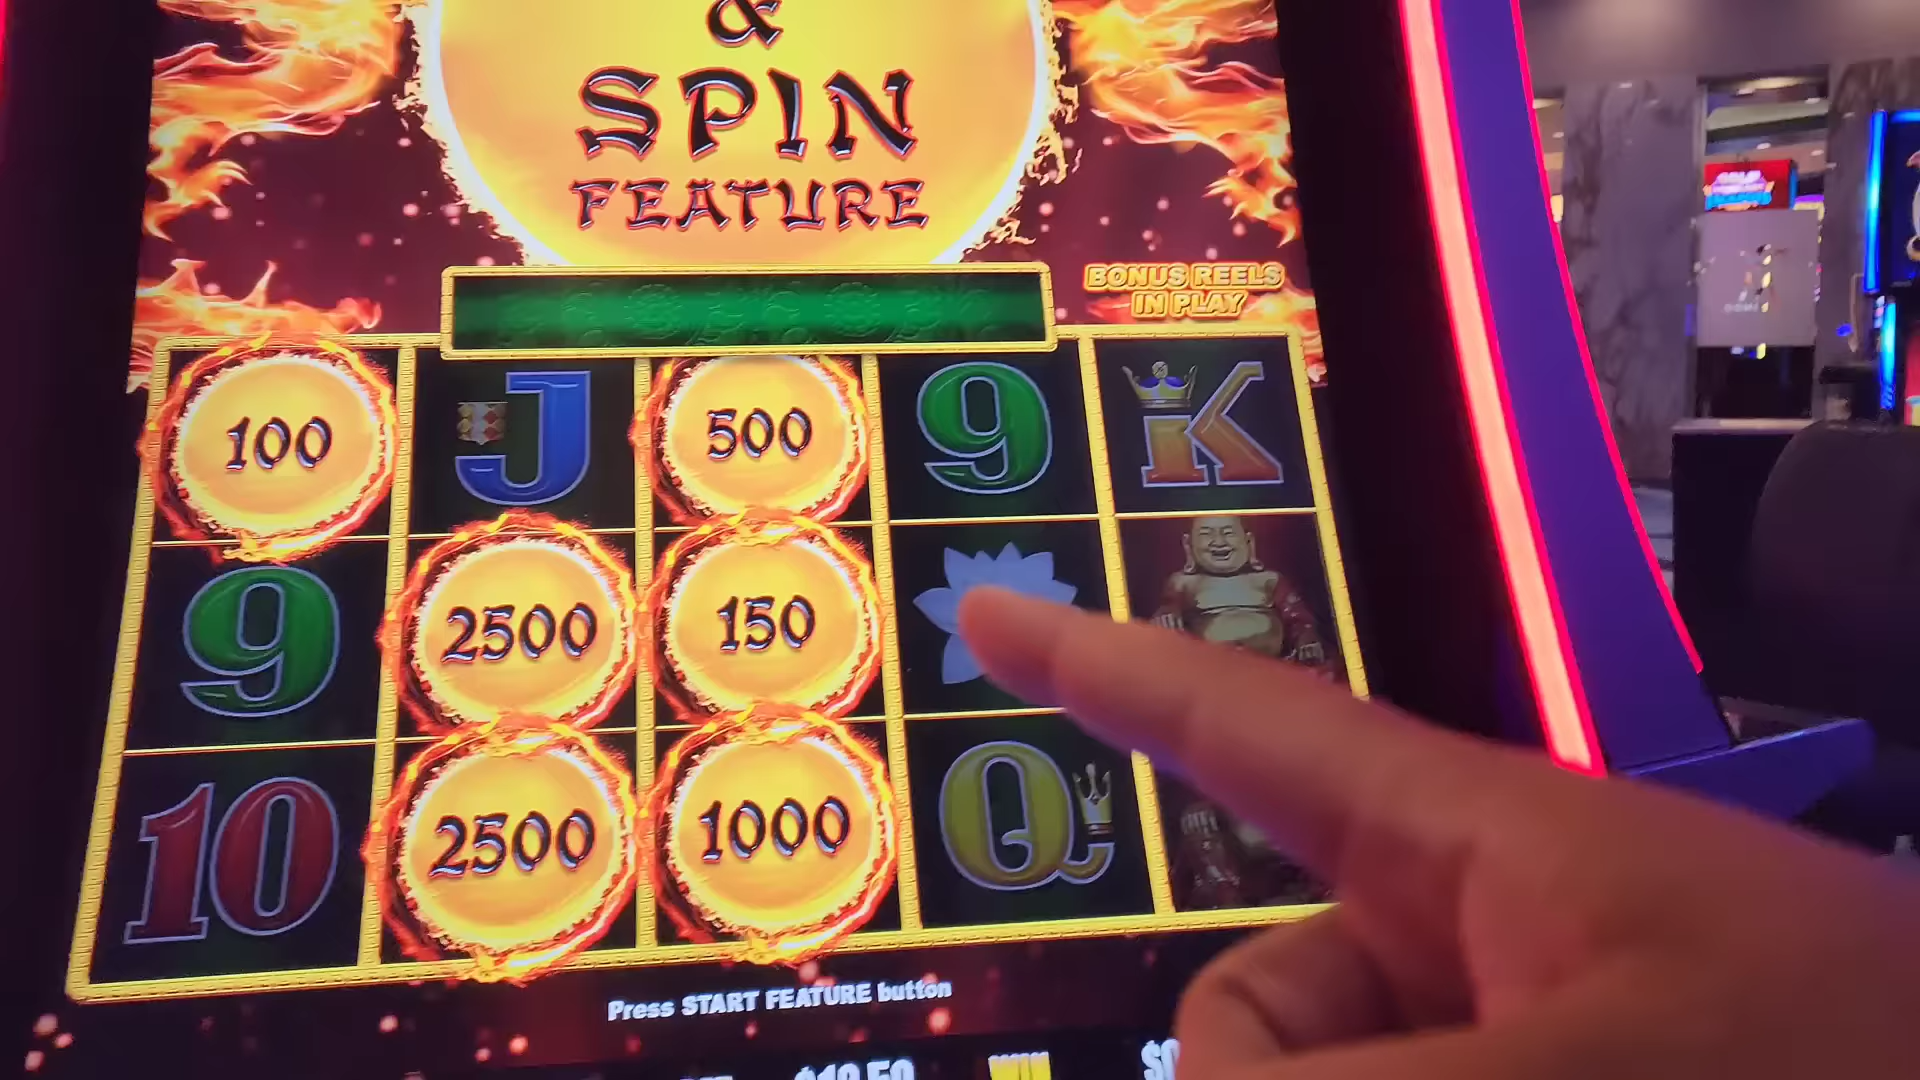 &
SPIN
FEATURE
BONUS REELS
IN PLAY
100 J 500 9 K
9 2500 150
10 2500 1000 Q
Press START FEATURE button
WIN